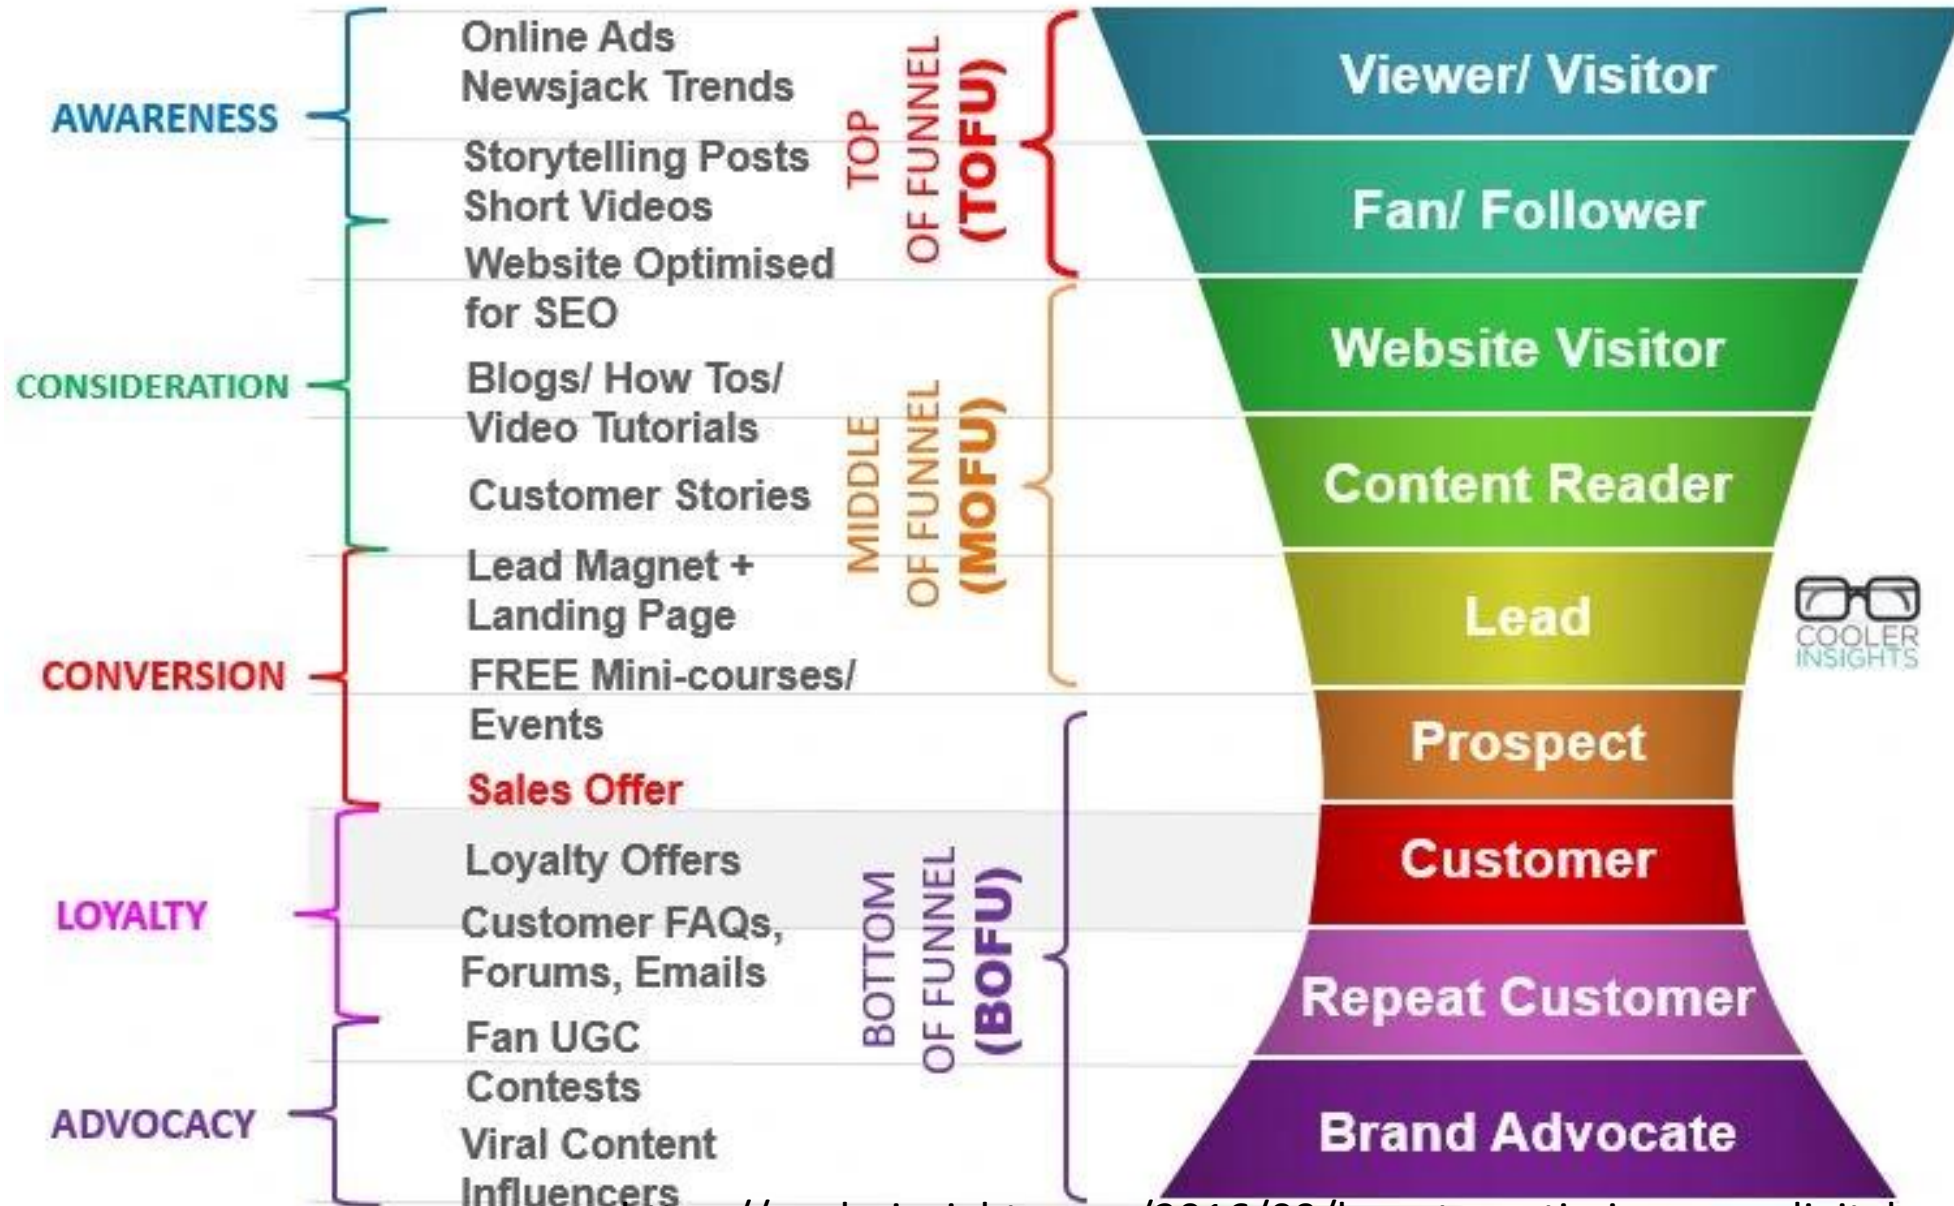 AWARENESS
CONSIDERATION
CONVERSION
LOYALTY
ADVOCACY
Online Ads
Newsjack Trends
Storytelling Posts
Short Videos
Website Optimised
for SEO
Blogs/ How Tos/
Video Tutorials
Customer Stories
Lead Magnet +
Landing Page
FREE Mini-courses/
Events
Sales Offer
Loyalty Offers
Customer FAQs,
Forums, Emails
Fan UGC
Contests
Viral Content
Influencers
TOP
OF FUNNEL
(TOFU)
MIDDLE
OF FUNNEL
(MOFU)
BOTTOM
OF FUNNEL
(BOFU)
Viewer/ Visitor
Fan/ Follower
Website Visitor
Content Reader
Lead
Prospect
Customer
Repeat Customer
Brand Advocate
COOLER
INSIGHTS